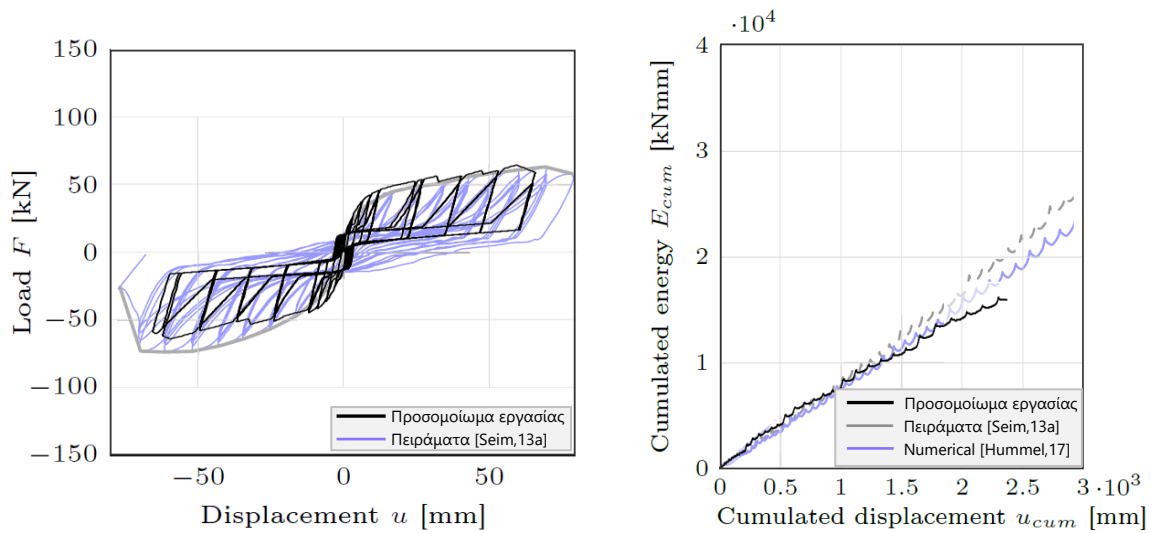 150
100
50
0
−50
−100
−150
Load F [kN]
−50
0
50
Displacement u [mm]
Προσομοίωμα εργασίας
Πειράματα [Seim,13a]
·10⁴
4
3
2
1
0
Cumulated energy E_cum [kNmm]
0
0.5
1
1.5
2
2.5
3 ·10³
Cumulated displacement u_cum [mm]
Προσομοίωμα εργασίας
Πειράματα [Seim,13a]
Numerical [Hummel,17]